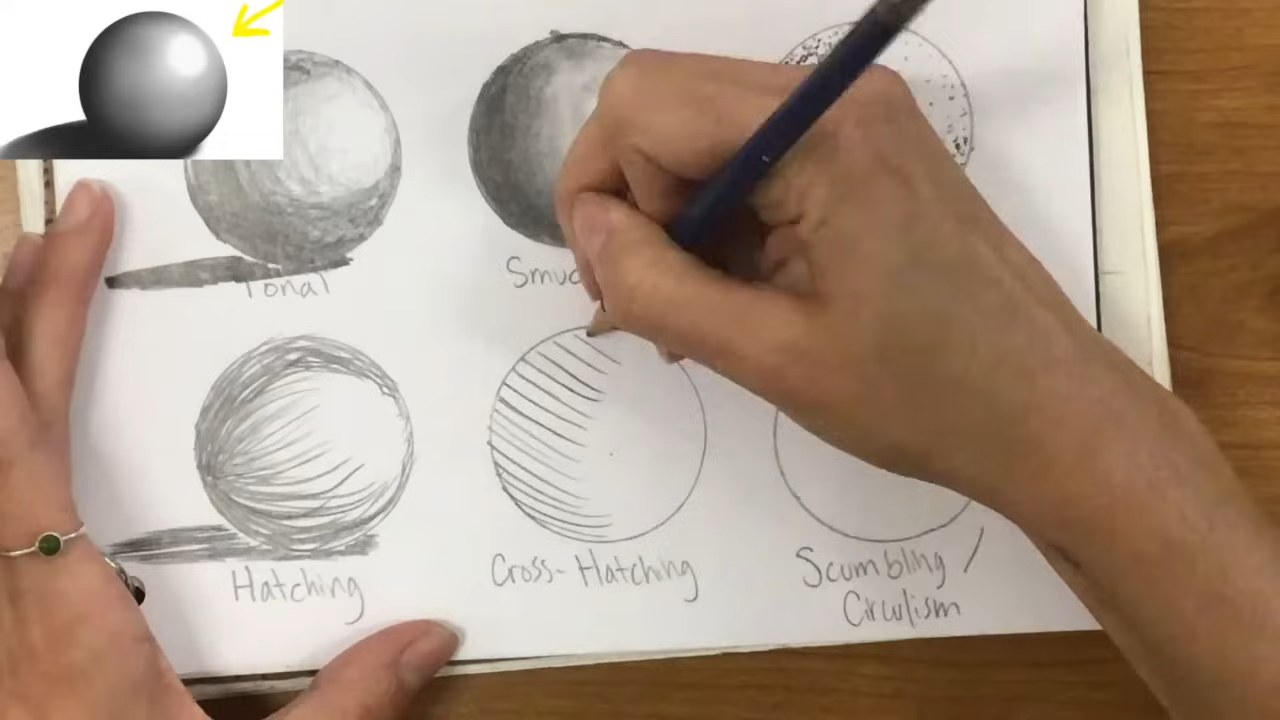 Tonal
Hatching
Cross-Hatching
Scumbling /
Circulism